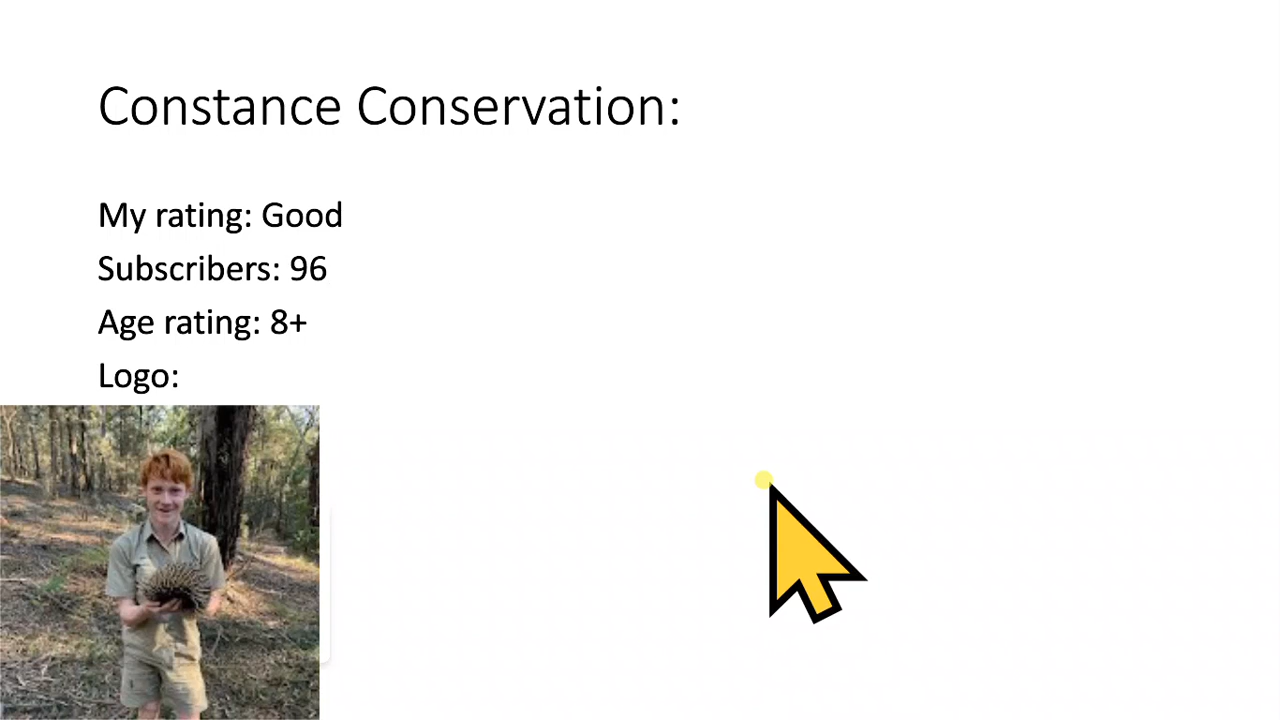 Constance Conservation:
My rating: Good
Subscribers: 96
Age rating: 8+
Logo: